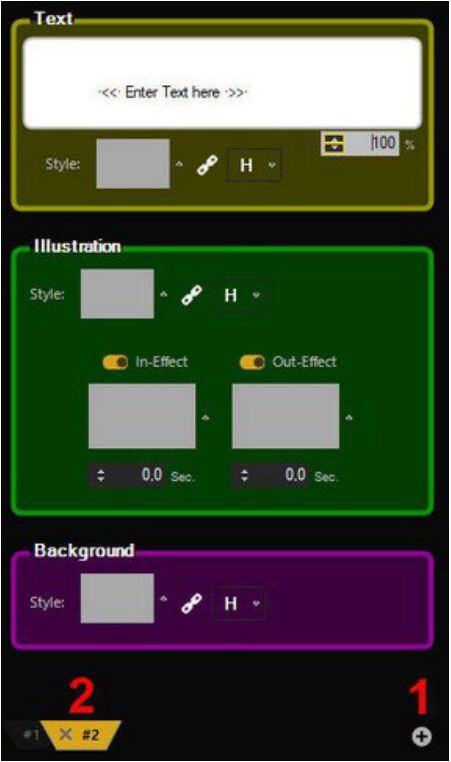 Text
·<<· Enter Text here ·>>·
100 %
Style: H
Illustration
Style: H
In-Effect Out-Effect
0,0 Sec. 0,0 Sec.
Background
Style: H
2 1
#1 #2